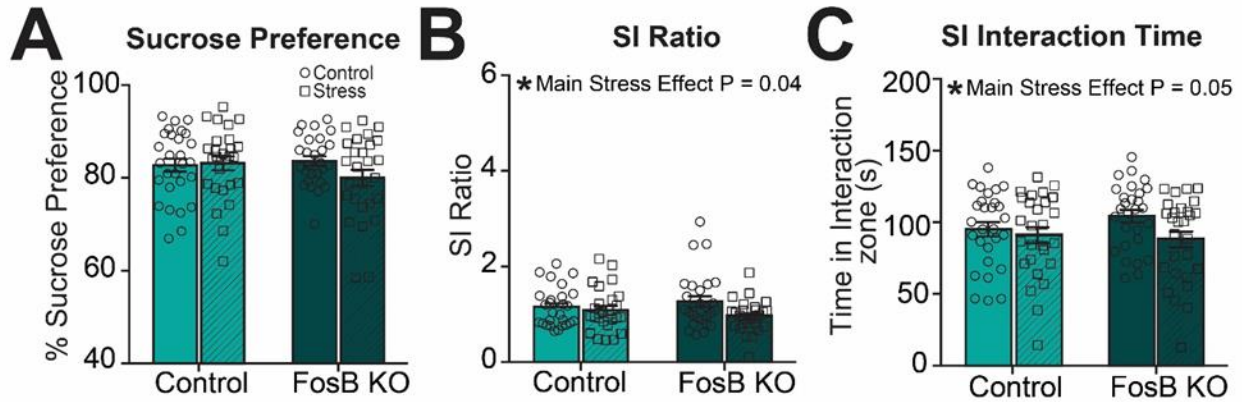 A
Sucrose Preference
% Sucrose Preference
100
80
60
40
Control
Stress
Control
FosB KO
B
SI Ratio
SI Ratio
6
4
2
0
* Main Stress Effect P = 0.04
Control
FosB KO
C
SI Interaction Time
Time in Interaction
zone (s)
200
150
100
50
0
* Main Stress Effect P = 0.05
Control
FosB KO